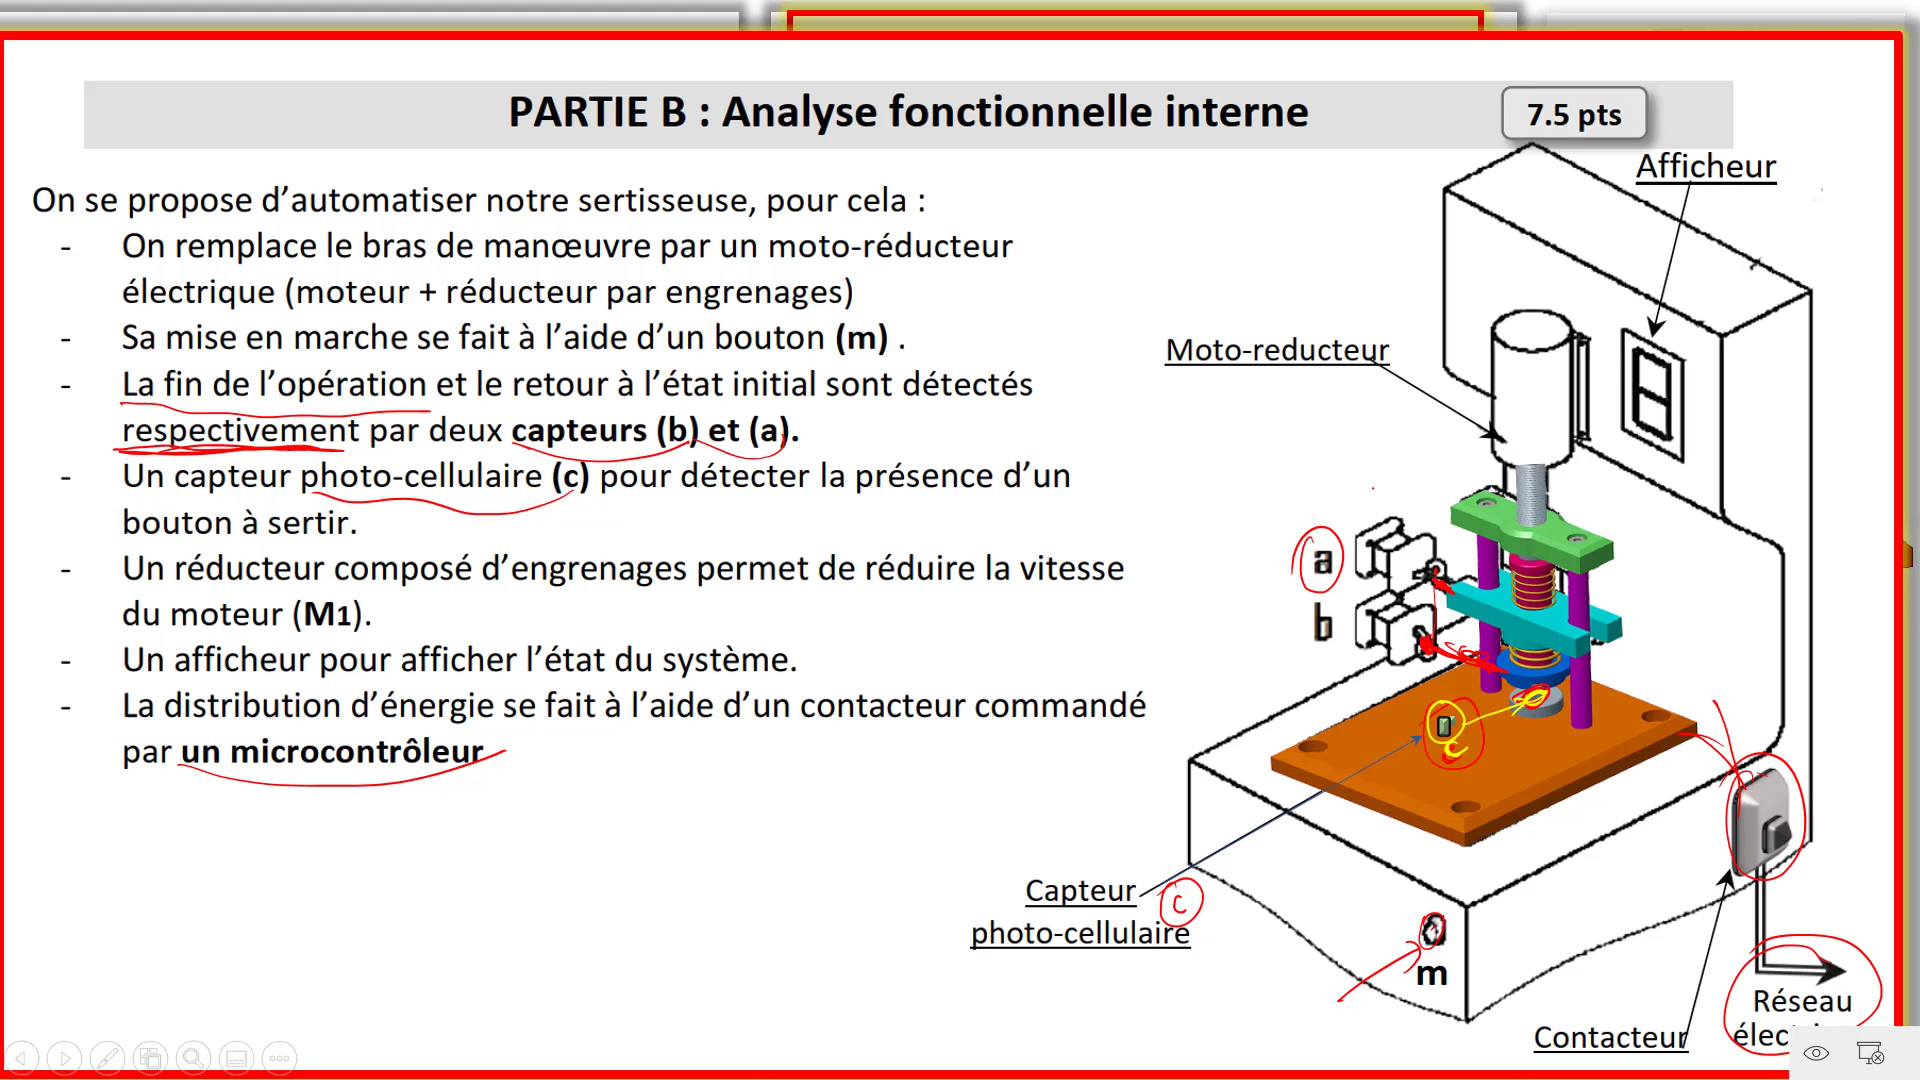 PARTIE B : Analyse fonctionnelle interne
7.5 pts
On se propose d’automatiser notre sertisseuse, pour cela :
- On remplace le bras de manœuvre par un moto-réducteur
électrique (moteur + réducteur par engrenages)
- Sa mise en marche se fait à l’aide d’un bouton (m) .
- La fin de l’opération et le retour à l’état initial sont détectés
respectivement par deux capteurs (b) et (a).
- Un capteur photo-cellulaire (c) pour détecter la présence d’un
bouton à sertir.
- Un réducteur composé d’engrenages permet de réduire la vitesse
du moteur (M1).
- Un afficheur pour afficher l’état du système.
- La distribution d’énergie se fait à l’aide d’un contacteur commandé
par un microcontrôleur
Afficheur
Moto-reducteur
a
b
c
Capteur
photo-cellulaire
c
m
Contacteur
Réseau